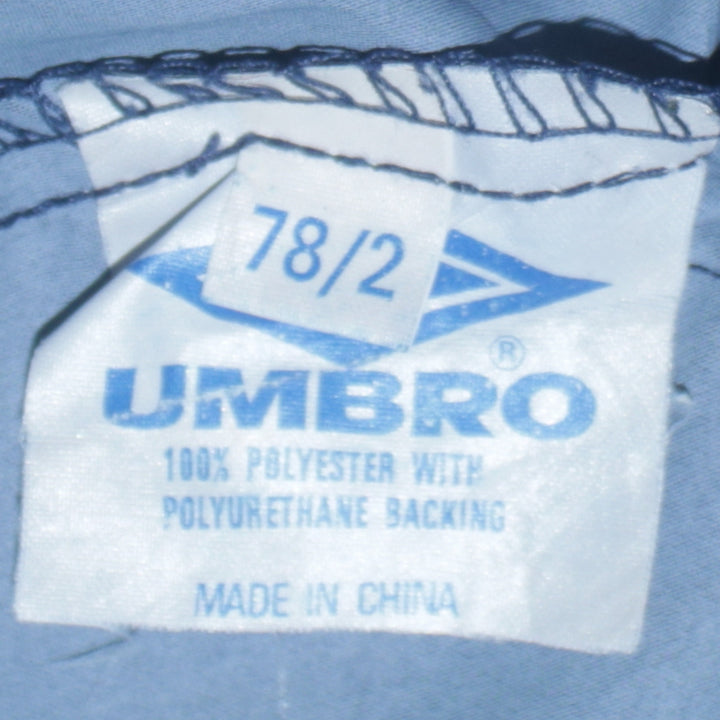 78/2
UMBRO®
100% POLYESTER WITH
POLYURETHANE BACKING
MADE IN CHINA